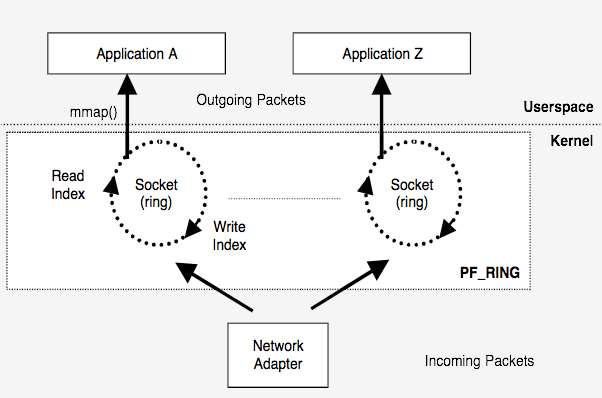 Application A
Application Z
mmap()
Outgoing Packets
Userspace
Kernel
Read
Index
Socket
(ring)
Write
Index
Socket
(ring)
PF_RING
Network
Adapter
Incoming Packets